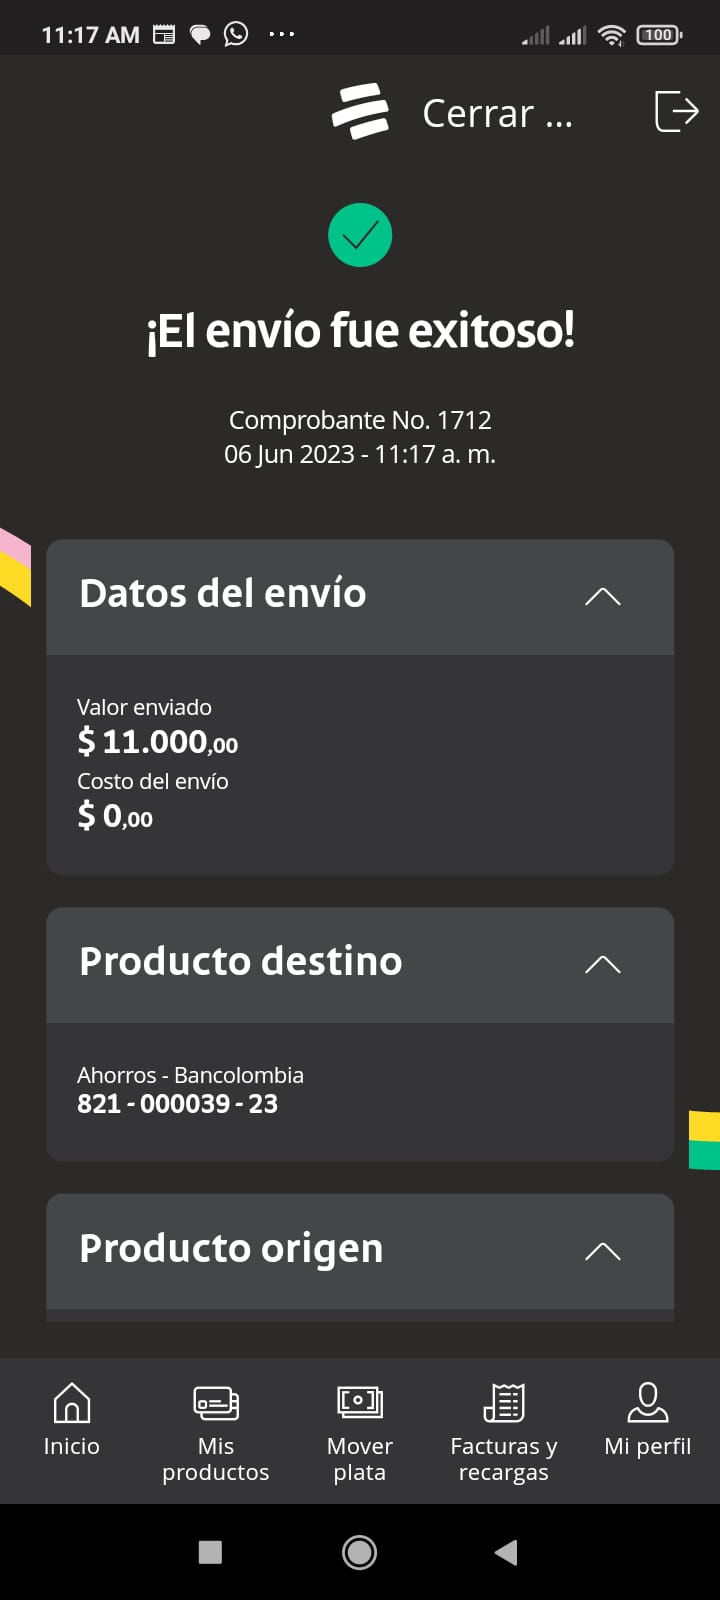 11:17 AM
100
Cerrar ...
¡El envío fue exitoso!
Comprobante No. 1712
06 Jun 2023 - 11:17 a. m.
Datos del envío
Valor enviado
$ 11.000,00
Costo del envío
$ 0,00
Producto destino
Ahorros - Bancolombia
821 - 000039 - 23
Producto origen
Inicio
Mis productos
Mover plata
Facturas y recargas
Mi perfil